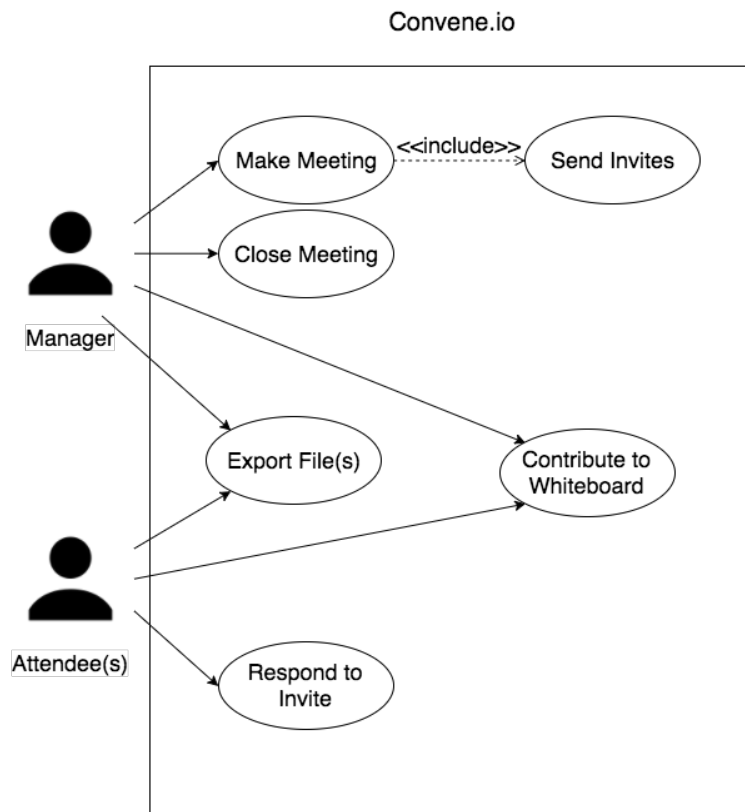 Convene.io
Make Meeting
<<include>>
Send Invites
Close Meeting
Manager
Export File(s)
Contribute to
Whiteboard
Attendee(s)
Respond to
Invite